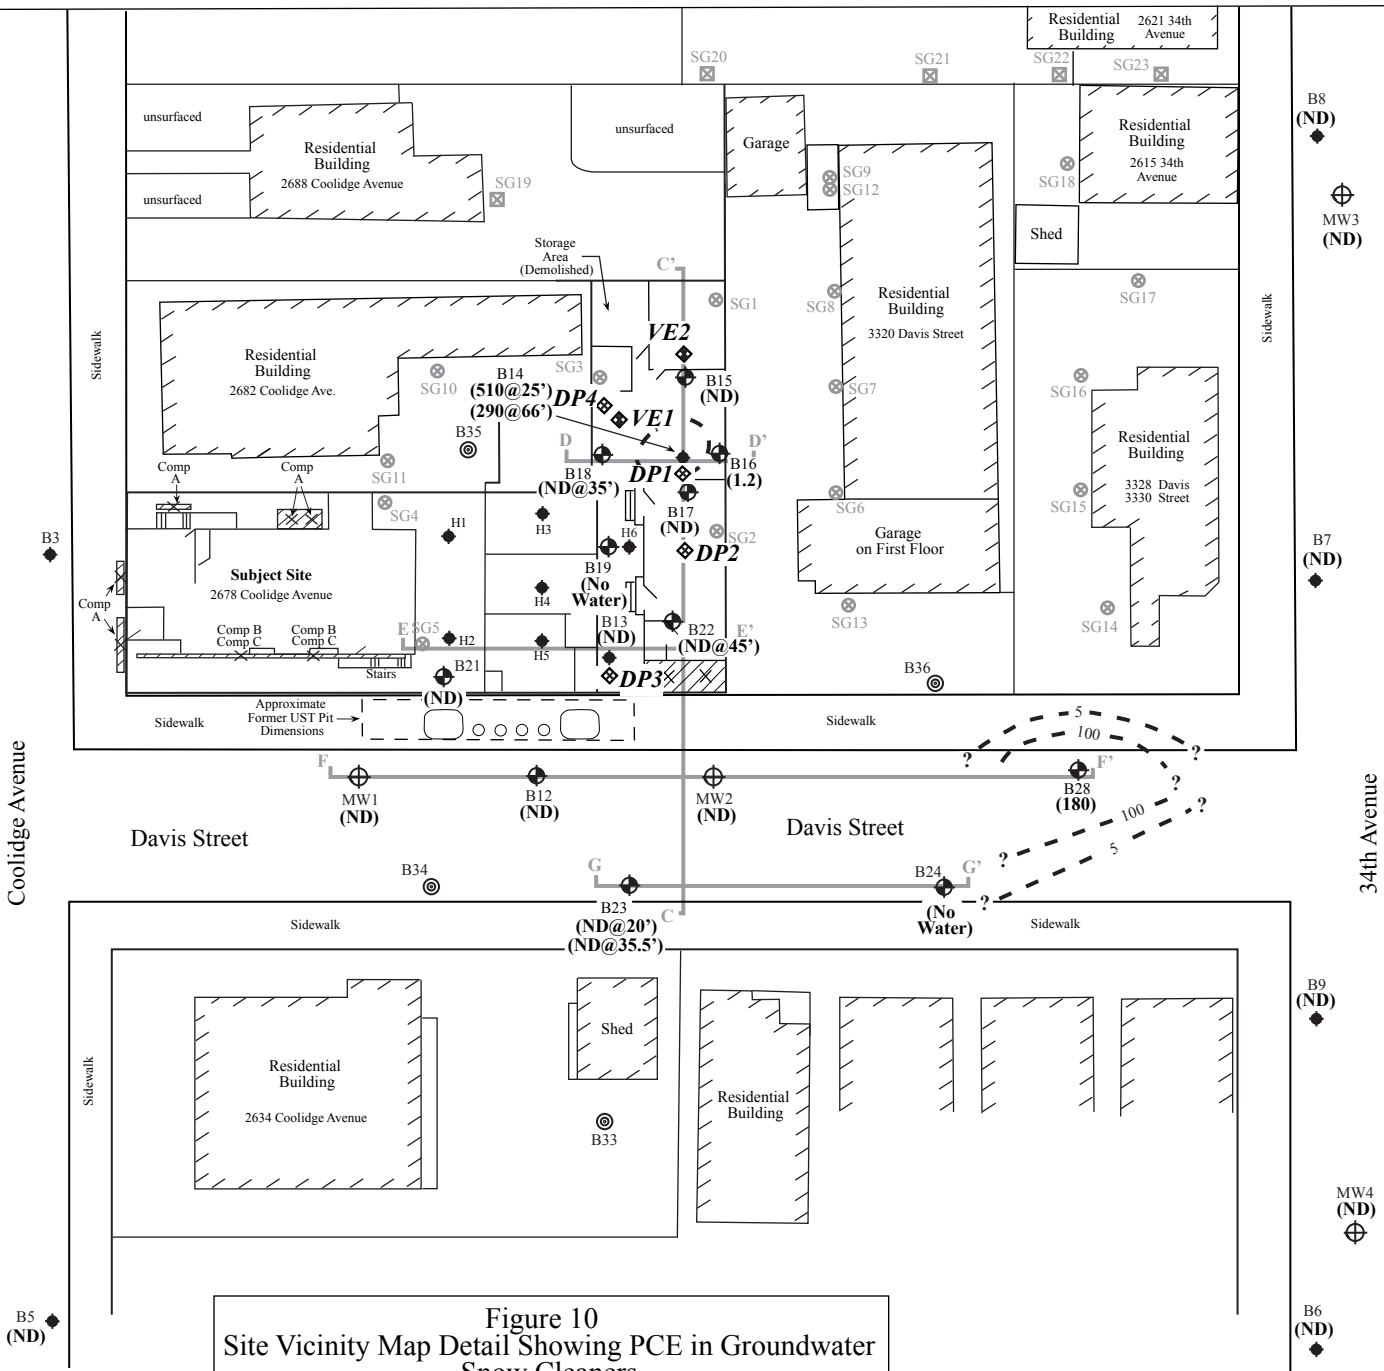 Residential
Building
2621 34th
Avenue
SG20
SG21
SG22
SG23
B8
(ND)
unsurfaced
Residential
Building
2688 Coolidge Avenue
unsurfaced
unsurfaced
Garage
Residential
Building
2615 34th
Avenue
SG9
SG12
SG18
SG19
MW3
(ND)
Shed
Storage
Area
(Demolished)
C'
SG1
SG8
SG17
Residential
Building
3320 Davis Street
Sidewalk
Sidewalk
VE2
Residential
Building
2682 Coolidge Ave.
SG10
SG3
B14
(510@25')
(290@66')
B15
(ND)
SG7
SG16
DP4
VE1
B35
D
D'
B18
(ND@35')
DP1
B16
(1.2)
Residential
Building
3328 Davis
3330 Street
Comp
A
Comp
A
SG11
SG4
B17
(ND)
SG6
SG15
B3
H1
H3
H6
SG2
Garage
on First Floor
B7
(ND)
B19
(No
Water)
DP2
Subject Site
2678 Coolidge Avenue
Comp
A
H4
SG13
SG14
Comp B
Comp C
Comp B
Comp C
E
SG5
H2
H5
B13
(ND)
B22
(ND@45')
E'
Stairs
B21
(ND)
DP3
B36
Sidewalk
Approximate
Former UST Pit
Dimensions
Sidewalk
5
100
?
?
?
?
F
F'
MW1
(ND)
B12
(ND)
MW2
(ND)
B28
(180)
100
5
Coolidge Avenue
Davis Street
Davis Street
34th Avenue
?
?
B34
G
G'
B24
(No
Water)
B23
(ND@20')
(ND@35.5')
C
Sidewalk
Sidewalk
B9
(ND)
Sidewalk
Residential
Building
2634 Coolidge Avenue
Shed
B33
Residential
Building
MW4
(ND)
B5
(ND)
B6
(ND)
Figure 10
Site Vicinity Map Detail Showing PCE in Groundwater
Snow Cleaners